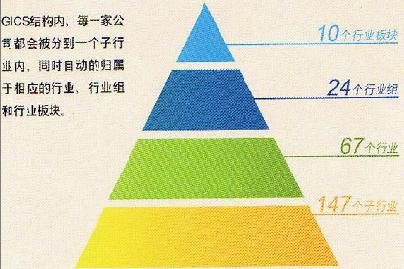 GICS结构内，每一家公
司都会被分到一个子行
业内，同时自动的归属
于相应的行业、行业组
和行业板块。
10个行业板块
24个行业组
67个行业
147个子行业